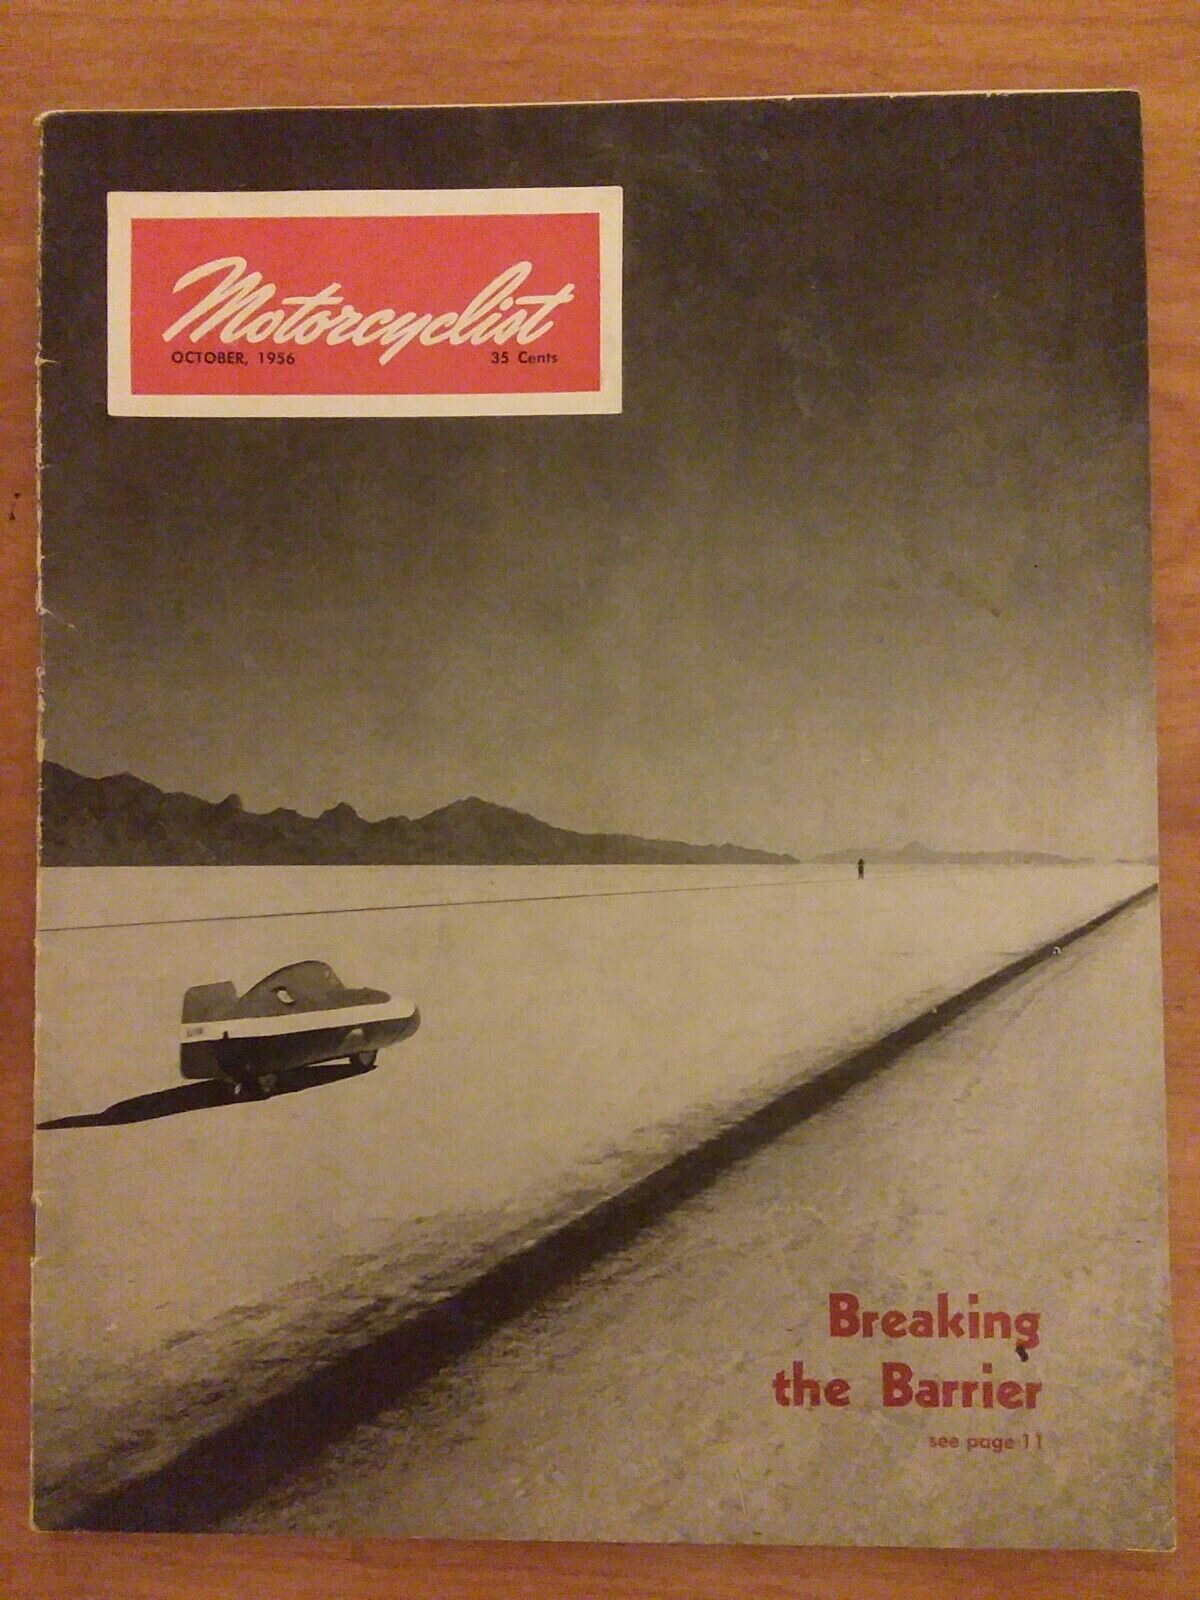 Motorcyclist
OCTOBER, 1956 35 Cents
Breaking
the Barrier
see page 11